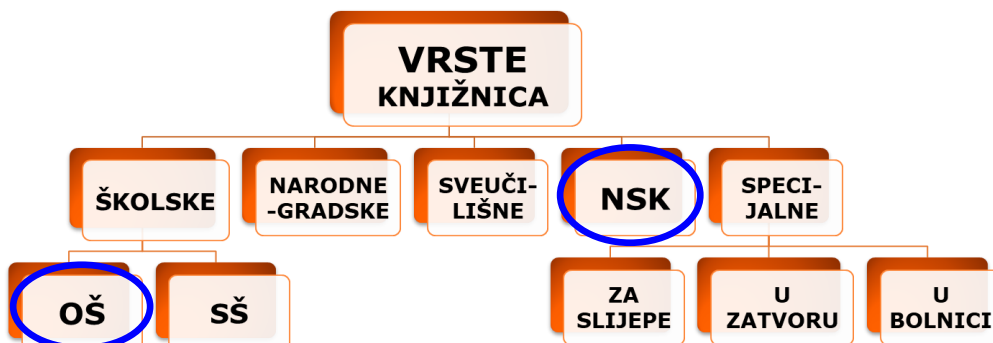 VRSTE
KNJIŽNICA
ŠKOLSKE
NARODNE
-GRADSKE
SVEUČI-
LIŠNE
NSK
SPECI-
JALNE
OŠ
SŠ
ZA
SLIJEPE
U
ZATVORU
U
BOLNICI